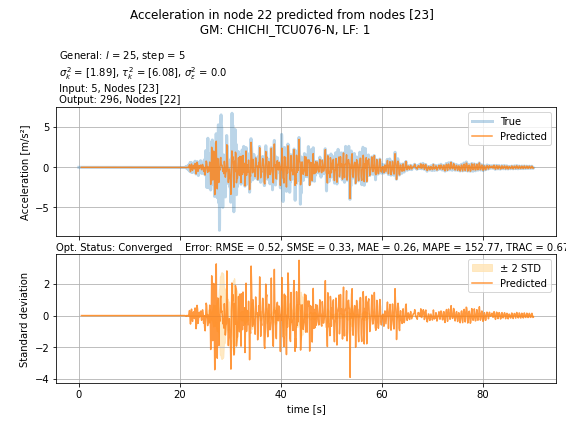 Acceleration in node 22 predicted from nodes [23]
GM: CHICHI_TCU076-N, LF: 1
General: l = 25, step = 5
σ²ₖ = [1.89], τ²ₖ = [6.08], σ²ε = 0.0
Input: 5, Nodes [23]
Output: 296, Nodes [22]
True
Predicted
Acceleration [m/s²]
5
0
−5
Opt. Status: Converged Error: RMSE = 0.52, SMSE = 0.33, MAE = 0.26, MAPE = 152.77, TRAC = 0.67
± 2 STD
Predicted
Standard deviation
2
0
−2
−4
0 20 40 60 80
time [s]